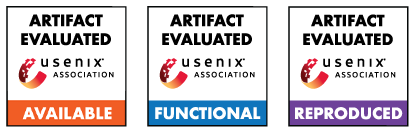 ARTIFACT
EVALUATED
usenix
ASSOCIATION
AVAILABLE
ARTIFACT
EVALUATED
usenix
ASSOCIATION
FUNCTIONAL
ARTIFACT
EVALUATED
usenix
ASSOCIATION
REPRODUCED